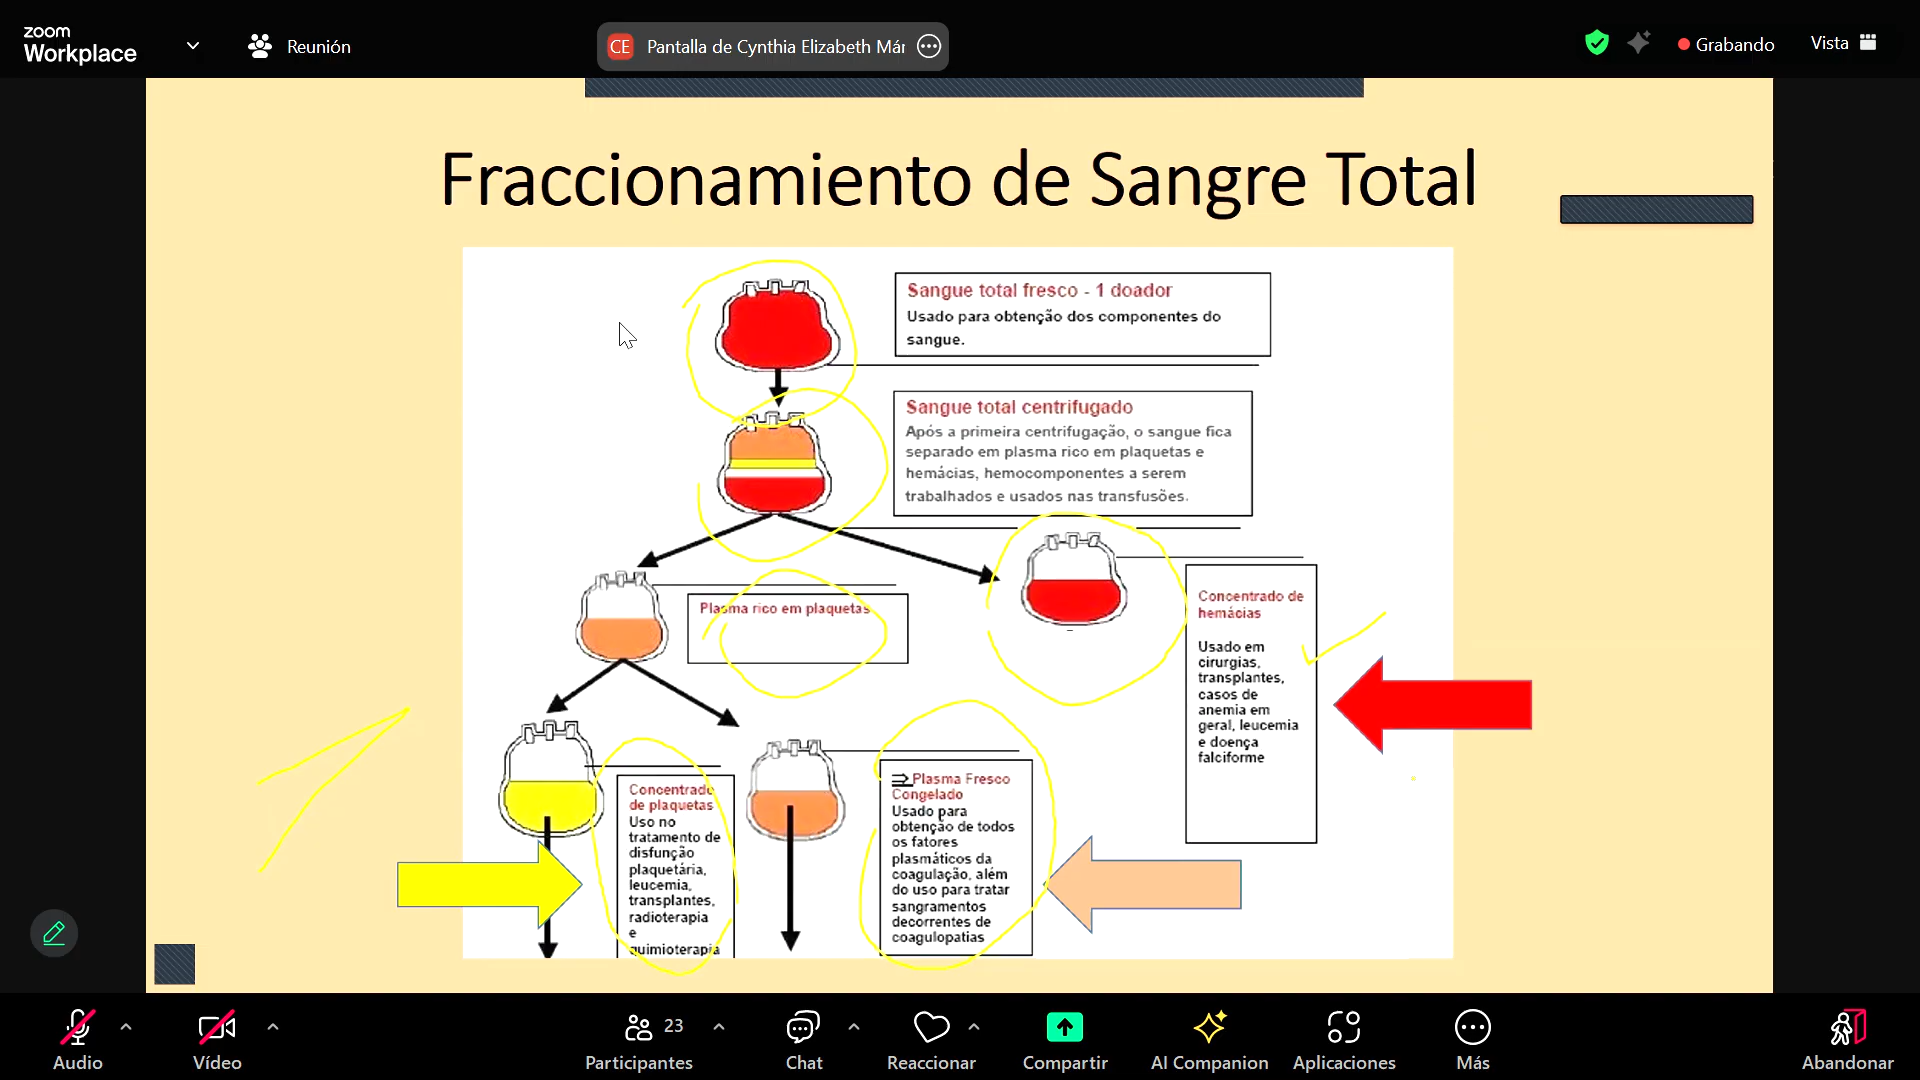 zoom
Workplace
Reunión
CE Pantalla de Cynthia Elizabeth Már
Grabando
Vista
Fraccionamiento de Sangre Total
Sangue total fresco - 1 doador
Usado para obtenção dos componentes do
sangue.
Sangue total centrifugado
Após a primeira centrifugação, o sangue fica
separado em plasma rico em plaquetas e
hemácias, hemocomponentes a serem
trabalhados e usados nas transfusões.
Plasma rico em plaquetas
Concentrado de
hemácias
Usado em
cirurgias,
transplantes,
casos de
anemia em
geral, leucemia
e doença
falciforme
Concentrado
de plaquetas
Uso no
tratamento de
disfunção
plaquetária,
leucemia,
transplantes,
radioterapia
e
quimioterapia
⇒Plasma Fresco
Congelado
Usado para
obtenção de todos
os fatores
plasmáticos da
coagulação, além
do uso para tratar
sangramentos
decorrentes de
coagulopatias
Audio
Vídeo
23
Participantes
Chat
Reaccionar
Compartir
AI Companion
Aplicaciones
Más
Abandonar